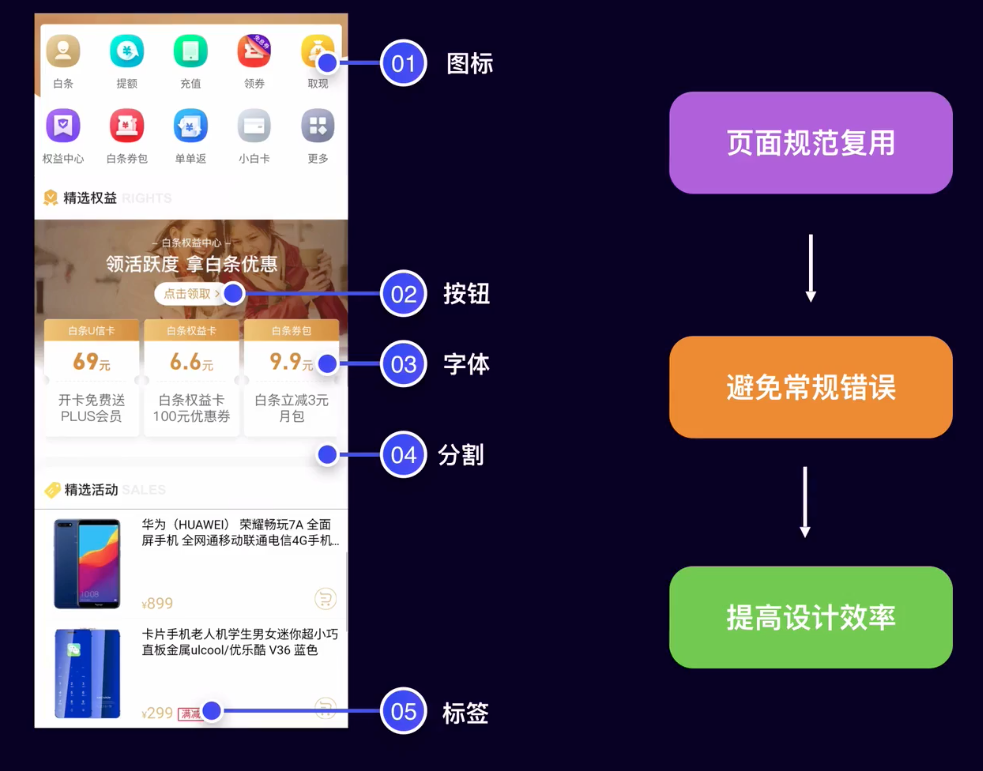 白条
提额
充值
领券
取现
免息券
权益中心
白条券包
单单返
小白卡
更多
精选权益 RIGHTS
– 白条权益中心 –
领活跃度 拿白条优惠
点击领取 >
白条U信卡
69元
开卡免费送
PLUS会员
白条权益卡
6.6元
白条权益卡
100元优惠券
白条券包
9.9元
白条立减3元
月包
精选活动 SALES
华为（HUAWEI） 荣耀畅玩7A 全面
屏手机 全网通移动联通电信4G手机...
¥899
卡片手机老人机学生男女迷你超小巧
直板金属ulcool/优乐酷 V36 蓝色
¥299 满减
01 图标
02 按钮
03 字体
04 分割
05 标签
页面规范复用
避免常规错误
提高设计效率